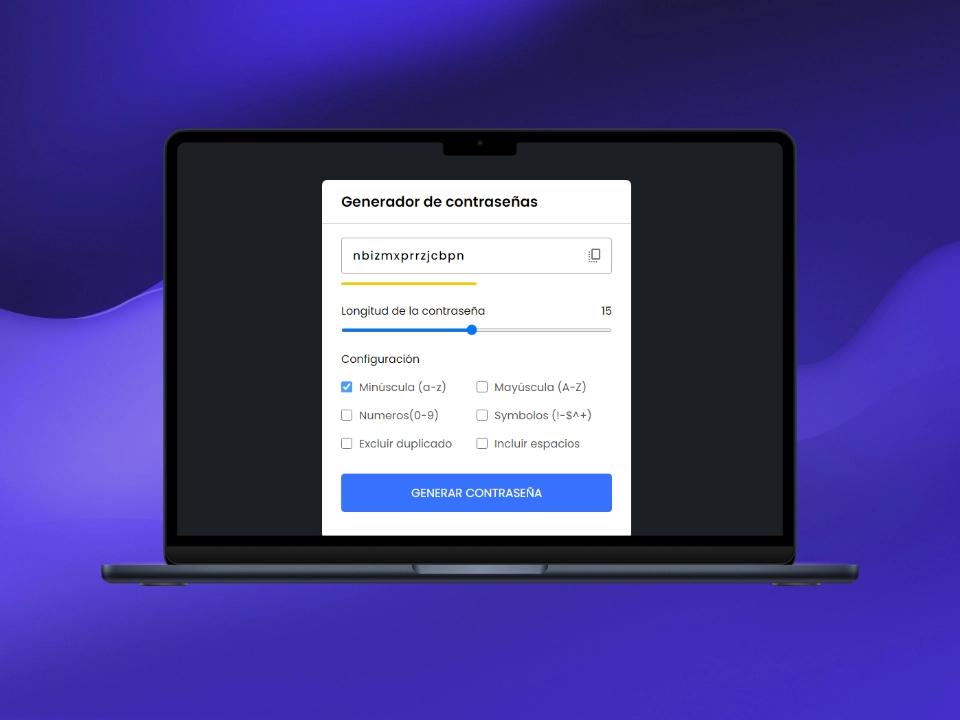 Generador de contraseñas
nbizmxprrzjcbpn
Longitud de la contraseña 15
Configuración
Minúscula (a-z) Mayúscula (A-Z)
Numeros(0-9) Symbolos (!-$^+)
Excluir duplicado Incluir espacios
GENERAR CONTRASEÑA